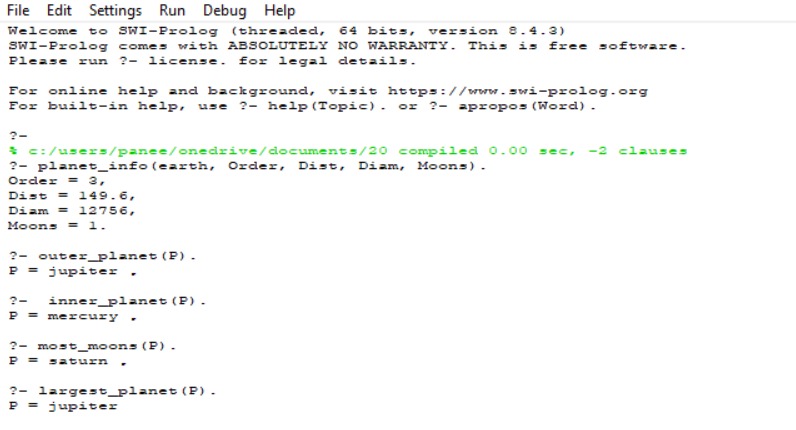 File Edit Settings Run Debug Help
Welcome to SWI-Prolog (threaded, 64 bits, version 8.4.3)
SWI-Prolog comes with ABSOLUTELY NO WARRANTY. This is free software.
Please run ?- license. for legal details.
For online help and background, visit https://www.swi-prolog.org
For built-in help, use ?- help(Topic). or ?- apropos(Word).
?-
% c:/users/panee/onedrive/documents/20 compiled 0.00 sec, -2 clauses
?- planet_info(earth, Order, Dist, Diam, Moons).
Order = 3,
Dist = 149.6,
Diam = 12756,
Moons = 1.
?- outer_planet(P).
P = jupiter .
?-  inner_planet(P).
P = mercury .
?- most_moons(P).
P = saturn .
?- largest_planet(P).
P = jupiter